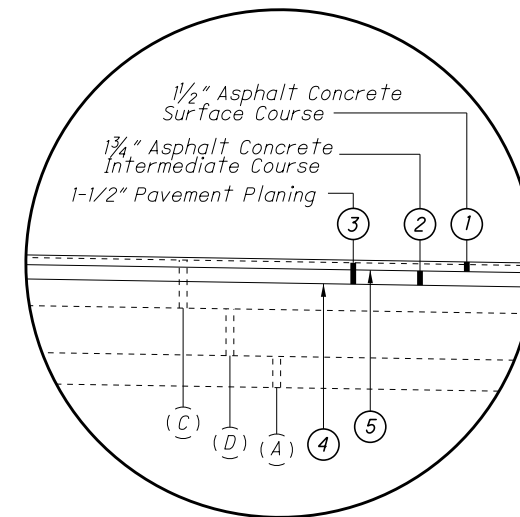 1½" Asphalt Concrete
Surface Course
1¾" Asphalt Concrete
Intermediate Course
1-1/2" Pavement Planing
3 2 1
(C) (D) (A) 4 5